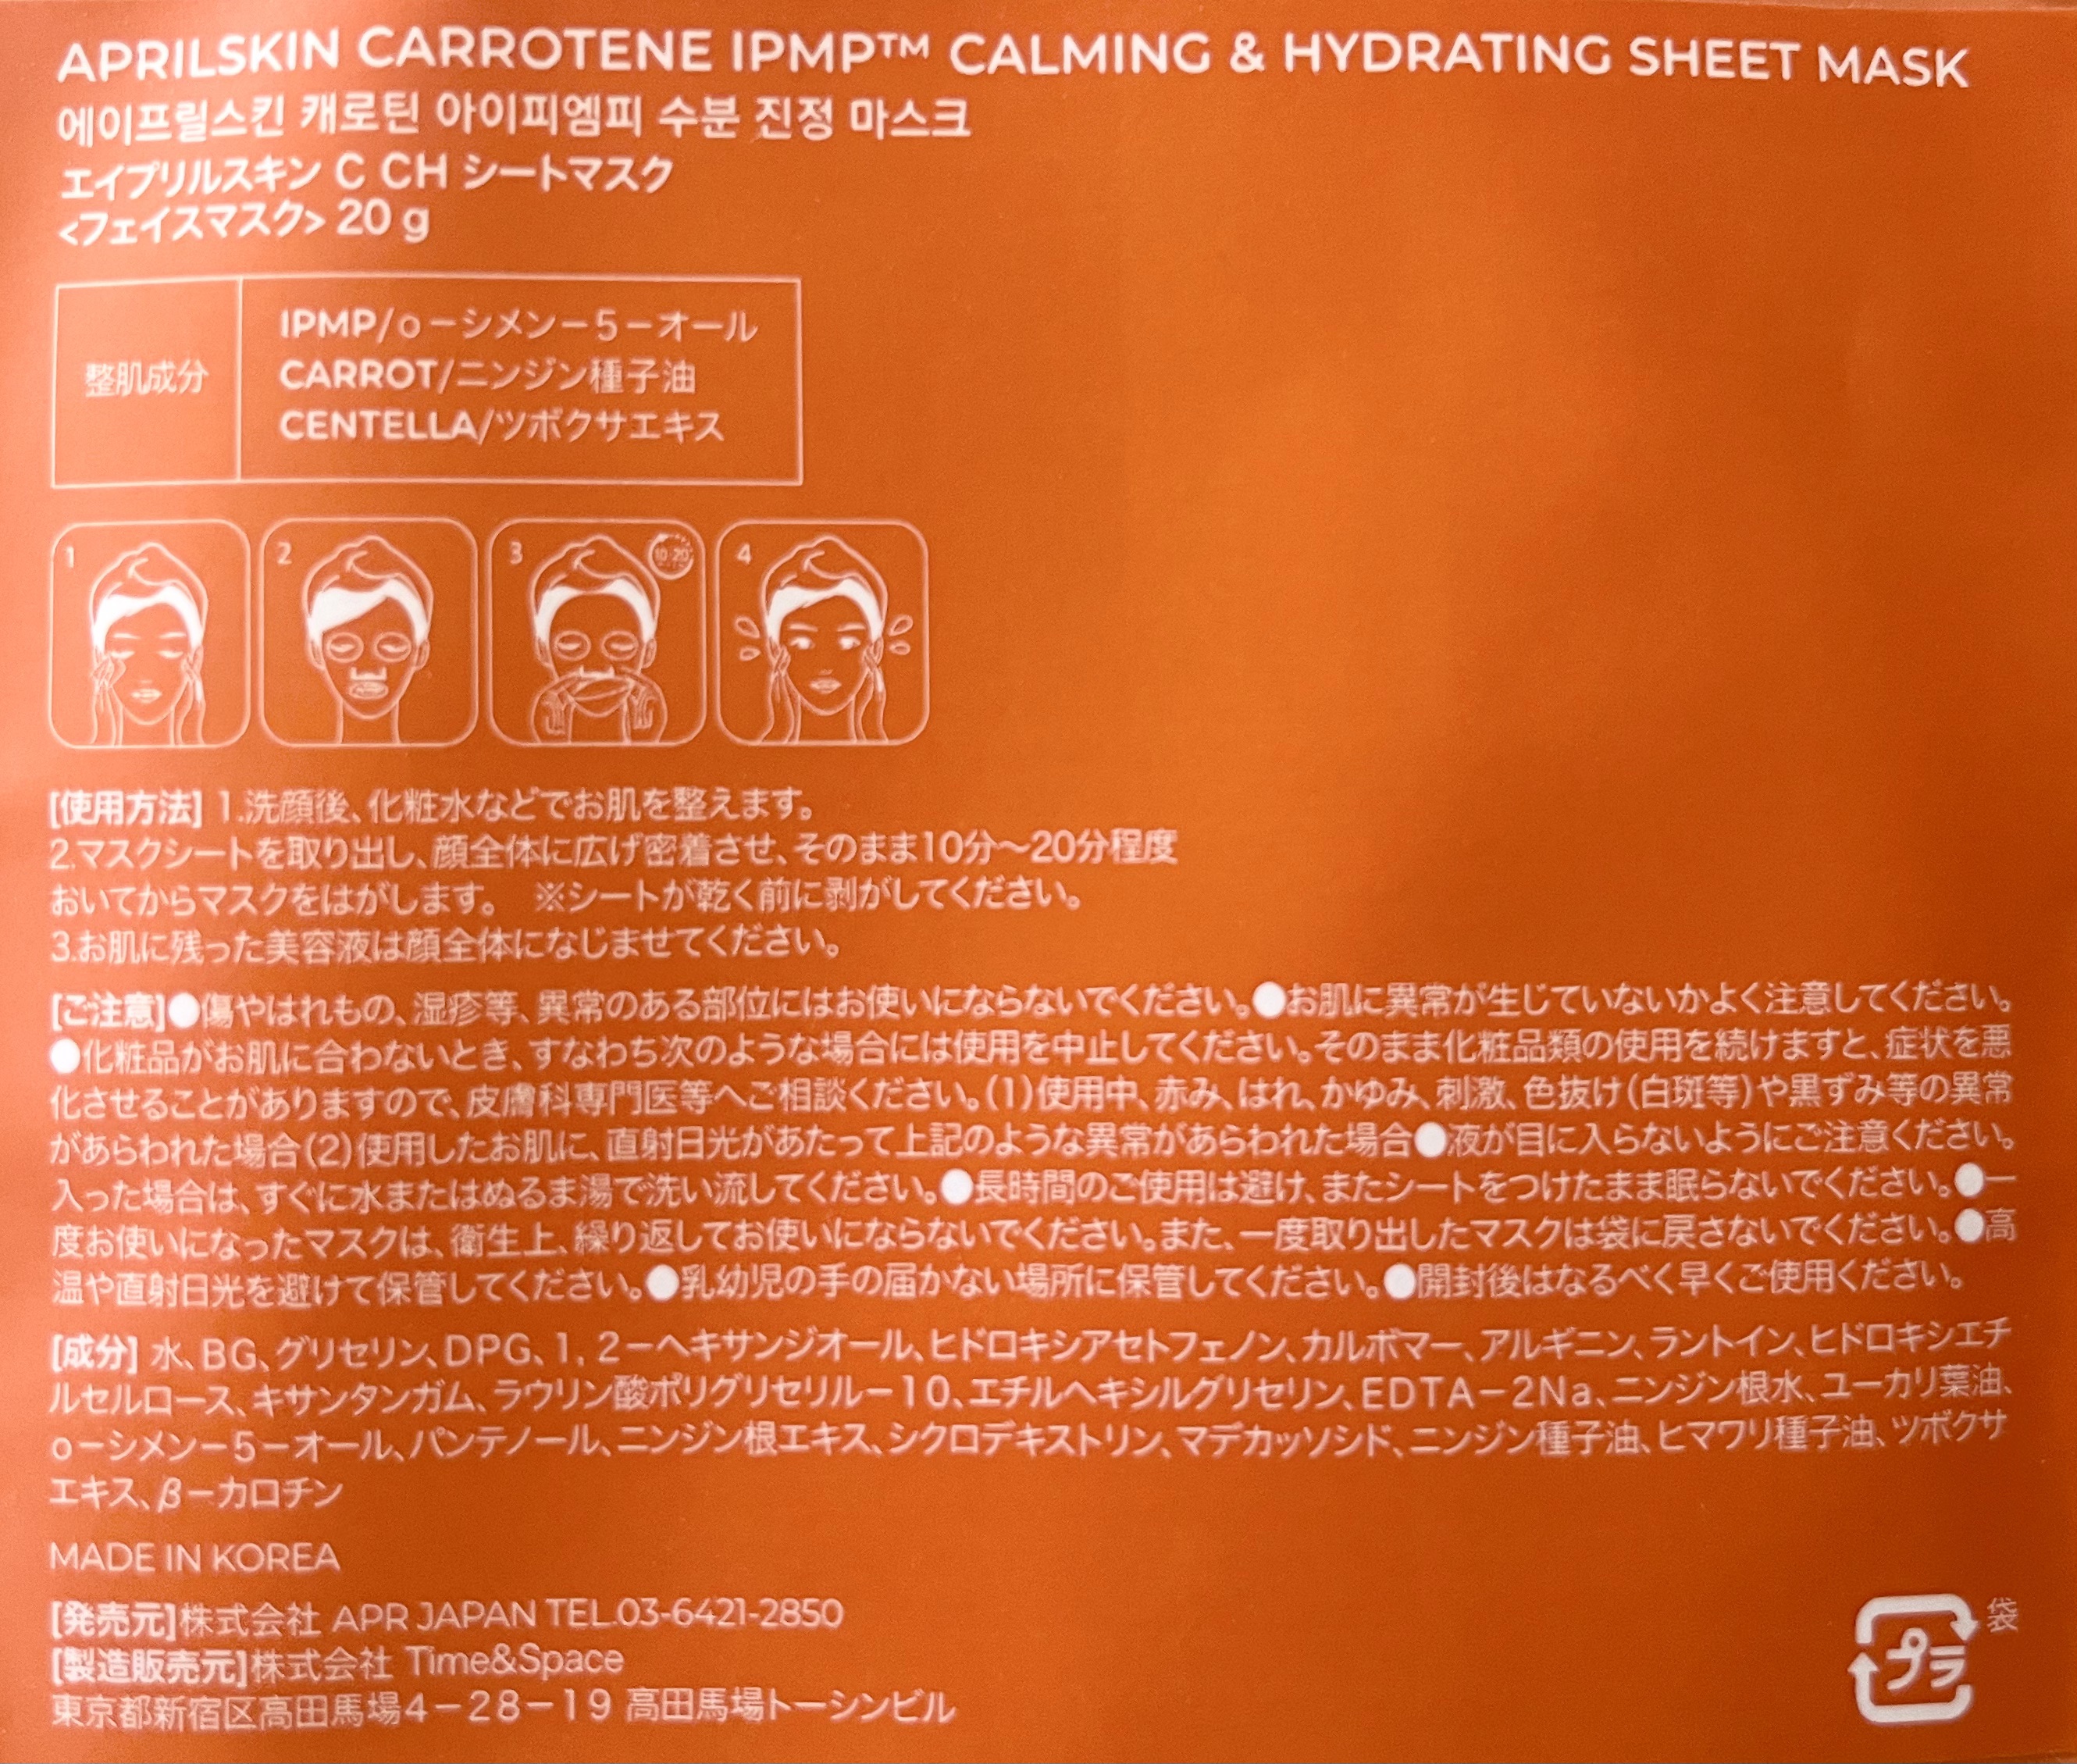 APRILSKIN CARROTENE IPMP™ CALMING & HYDRATING SHEET MASK
에이프릴스킨 캐로틴 아이피엠피 수분 진정 마스크
エイプリルスキン C CH シートマスク
<フェイスマスク> 20 g
整肌成分
IPMP/o－シメン－5－オール
CARROT/ニンジン種子油
CENTELLA/ツボクサエキス
1
2
3
10-20
4
[使用方法] 1.洗顔後、化粧水などでお肌を整えます。
2.マスクシートを取り出し、顔全体に広げ密着させ、そのまま10分～20分程度
おいてからマスクをはがします。 ※シートが乾く前に剥がしてください。
3.お肌に残った美容液は顔全体になじませてください。
[ご注意]●傷やはれもの、湿疹等、異常のある部位にはお使いにならないでください。●お肌に異常が生じていないかよく注意してください。
●化粧品がお肌に合わないとき、すなわち次のような場合には使用を中止してください。そのまま化粧品類の使用を続けますと、症状を悪
化させることがありますので、皮膚科専門医等へご相談ください。(1)使用中、赤み、はれ、かゆみ、刺激、色抜け(白斑等)や黒ずみ等の異常
があらわれた場合(2)使用したお肌に、直射日光があたって上記のような異常があらわれた場合●液が目に入らないようにご注意ください。
入った場合は、すぐに水またはぬるま湯で洗い流してください。●長時間のご使用は避け、またシートをつけたまま眠らないでください。●一
度お使いになったマスクは、衛生上、繰り返してお使いにならないでください。また、一度取り出したマスクは袋に戻さないでください。●高
温や直射日光を避けて保管してください。●乳幼児の手の届かない場所に保管してください。●開封後はなるべく早くご使用ください。
[成分] 水、BG、グリセリン、DPG、1, 2－ヘキサンジオール、ヒドロキシアセトフェノン、カルボマー、アルギニン、ラントイン、ヒドロキシエチ
ルセルロース、キサンタンガム、ラウリン酸ポリグリセリル－10、エチルヘキシルグリセリン、EDTA－2Na、ニンジン根水、ユーカリ葉油、
o－シメン－5－オール、パンテノール、ニンジン根エキス、シクロデキストリン、マデカッソシド、ニンジン種子油、ヒマワリ種子油、ツボクサ
エキス、β－カロチン
MADE IN KOREA
[発売元]株式会社 APR JAPAN TEL.03-6421-2850
[製造販売元]株式会社 Time&Space
東京都新宿区高田馬場4－28－19 高田馬場トーシンビル
袋
プラ